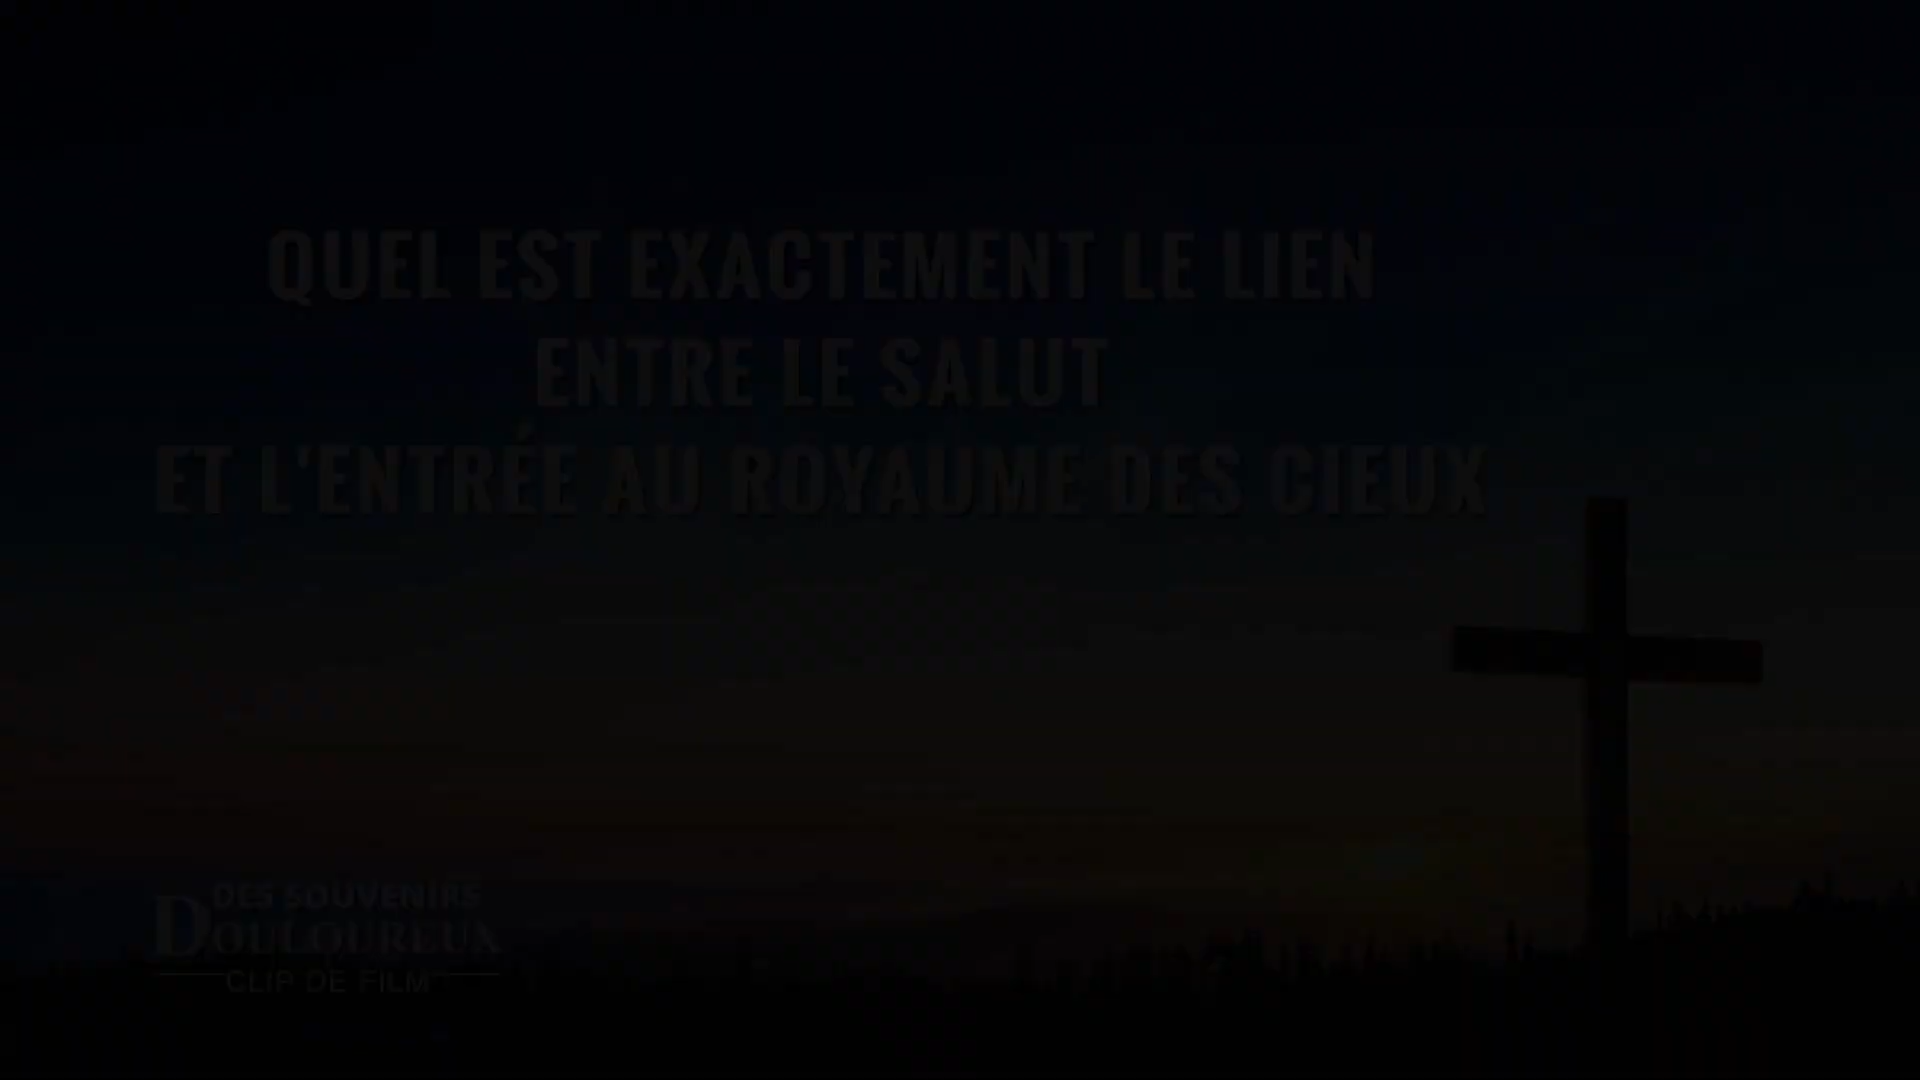 QUEL EST EXACTEMENT LE LIEN
ENTRE LE SALUT
ET L'ENTRÉE AU ROYAUME DES CIEUX
DES SOUVENIRS
DOULOUREUX
CLIP DE FILM